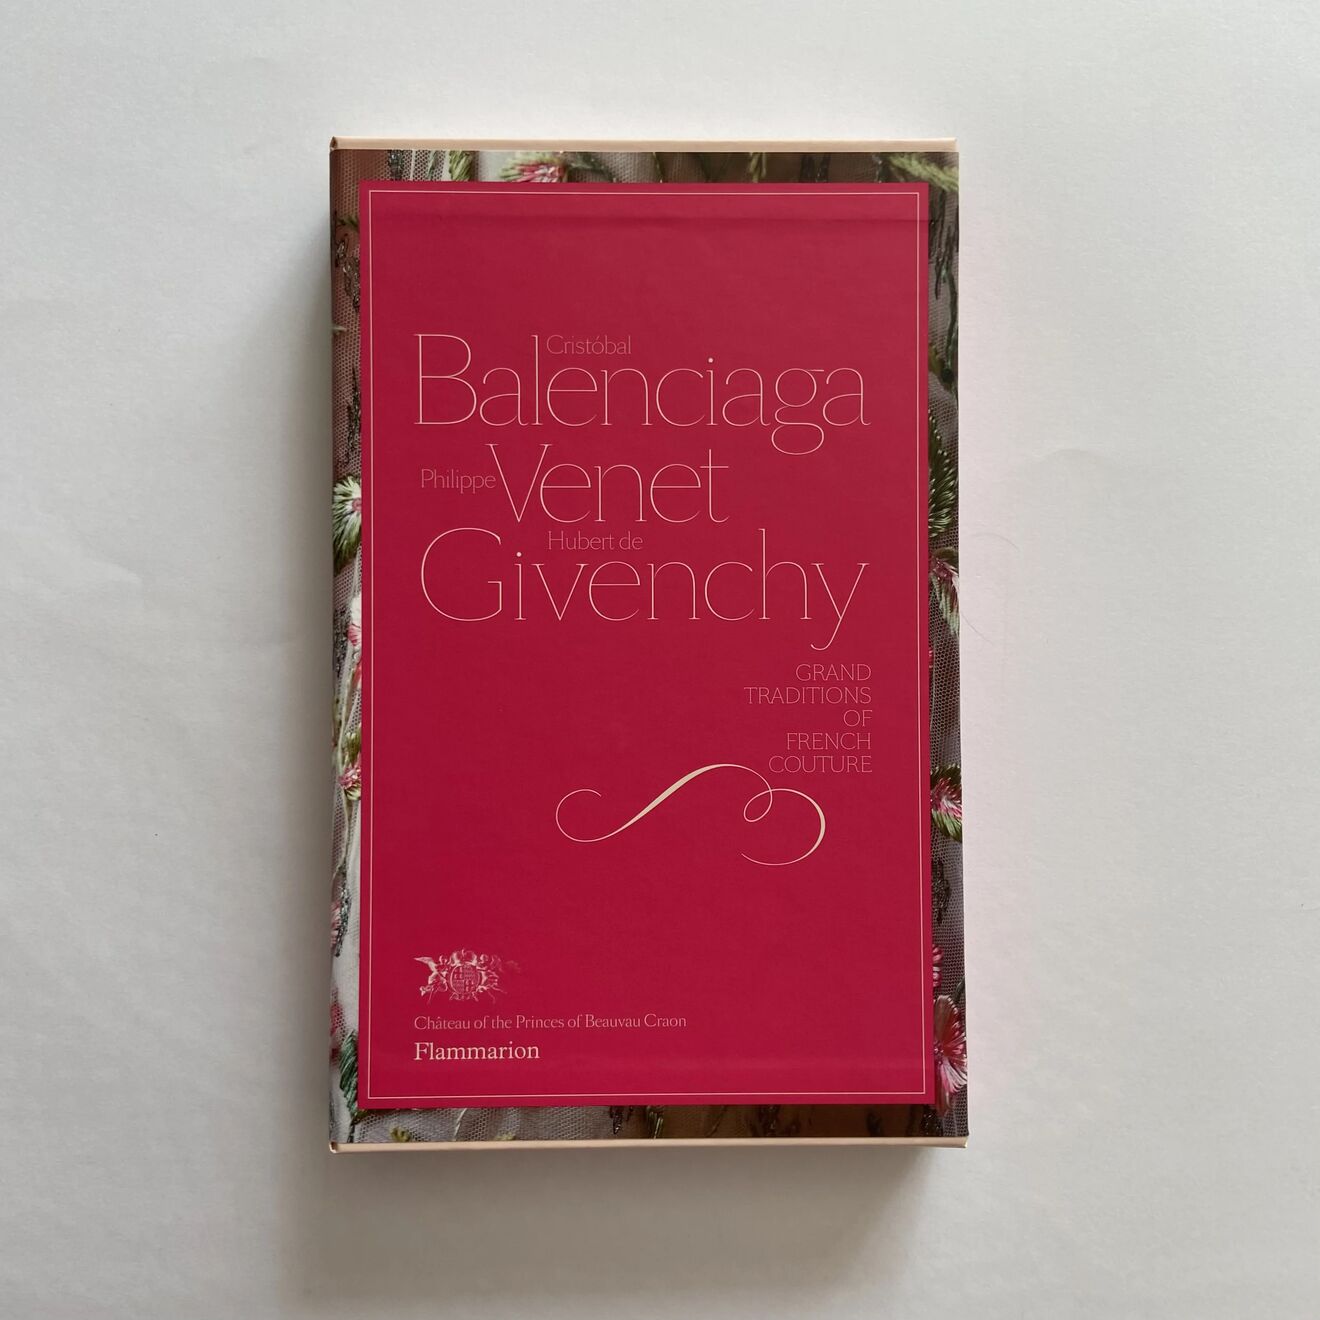 Cristóbal
Balenciaga
Philippe Venet
Hubert de
Givenchy
GRAND
TRADITIONS
OF
FRENCH
COUTURE
Château of the Princes of Beauvau Craon
Flammarion